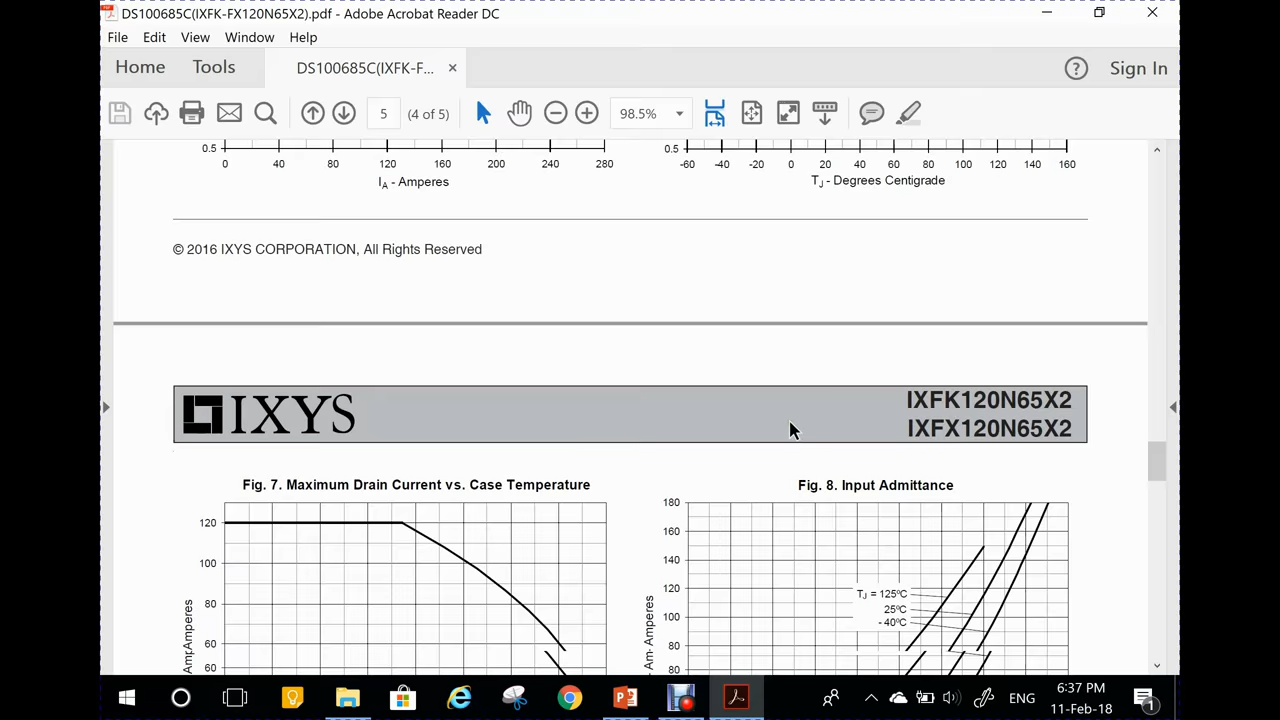 DS100685C(IXFK-FX120N65X2).pdf - Adobe Acrobat Reader DC
File Edit View Window Help
Home Tools DS100685C(IXFK-F... × ? Sign In
5 (4 of 5) 98.5%
0.5 0.5
0 40 80 120 160 200 240 280 -60 -40 -20 0 20 40 60 80 100 120 140 160
IA - Amperes TJ - Degrees Centigrade
© 2016 IXYS CORPORATION, All Rights Reserved
IXYS
IXFK120N65X2
IXFX120N65X2
Fig. 7. Maximum Drain Current vs. Case Temperature
120
100
80
60
60
Amperes
Fig. 8. Input Admittance
180
160
140
120
100
80
80
Amperes
TJ = 125ºC
25ºC
- 40ºC
ENG 6:37 PM
11-Feb-18 1